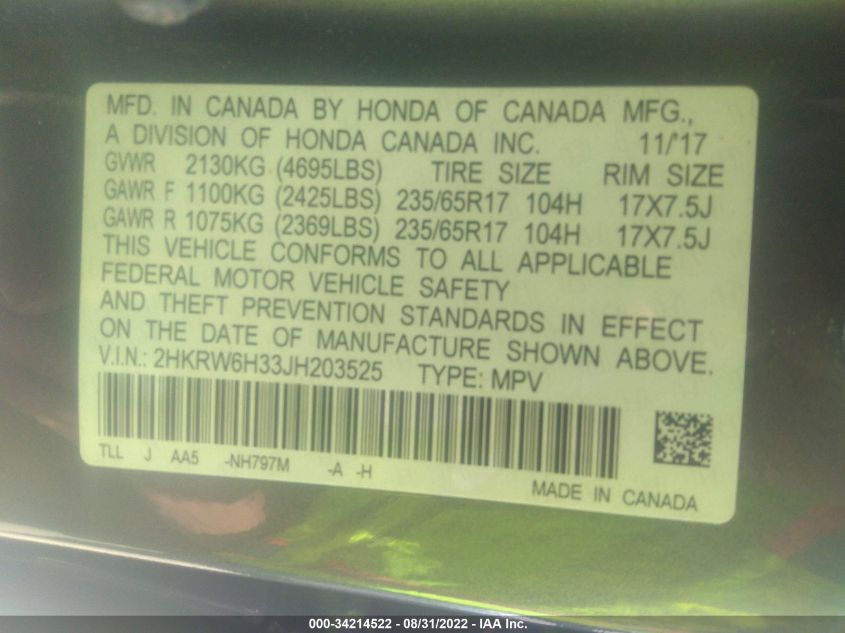 MFD. IN CANADA BY HONDA OF CANADA MFG.,
A DIVISION OF HONDA CANADA INC. 11/'17
GVWR 2130KG (4695LBS) TIRE SIZE RIM SIZE
GAWR F 1100KG (2425LBS) 235/65R17 104H 17X7.5J
GAWR R 1075KG (2369LBS) 235/65R17 104H 17X7.5J
THIS VEHICLE CONFORMS TO ALL APPLICABLE
FEDERAL MOTOR VEHICLE SAFETY
AND THEFT PREVENTION STANDARDS IN EFFECT
ON THE DATE OF MANUFACTURE SHOWN ABOVE.
V.I.N.: 2HKRW6H33JH203525 TYPE: MPV
TLL J AA5 -NH797M -A -H
MADE IN CANADA
000-34214522 - 08/31/2022 - IAA Inc.